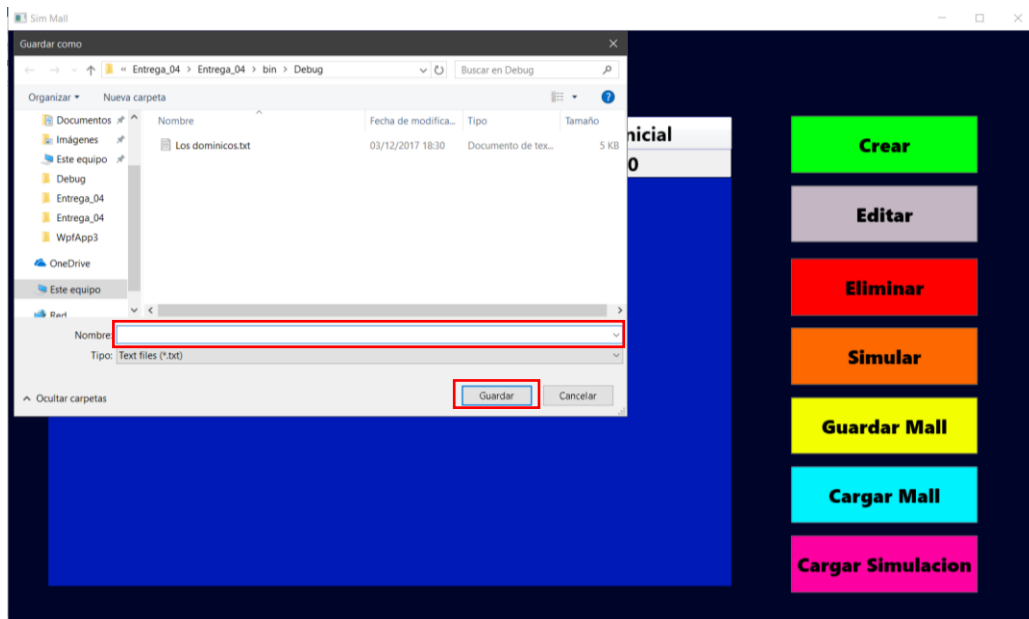 Sim Mall
Guardar como
« Entrega_04 > Entrega_04 > bin > Debug
Buscar en Debug
Organizar
Nueva carpeta
?
Documentos
Imágenes
Este equipo
Debug
Entrega_04
Entrega_04
WpfApp3
OneDrive
Este equipo
Red
Nombre
Fecha de modifica...
Tipo
Tamaño
Los dominicos.txt
03/12/2017 18:30
Documento de tex...
5 KB
Nombre:
Tipo: Text files (*.txt)
Ocultar carpetas
Guardar
Cancelar
nicial
0
Crear
Editar
Eliminar
Simular
Guardar Mall
Cargar Mall
Cargar Simulacion